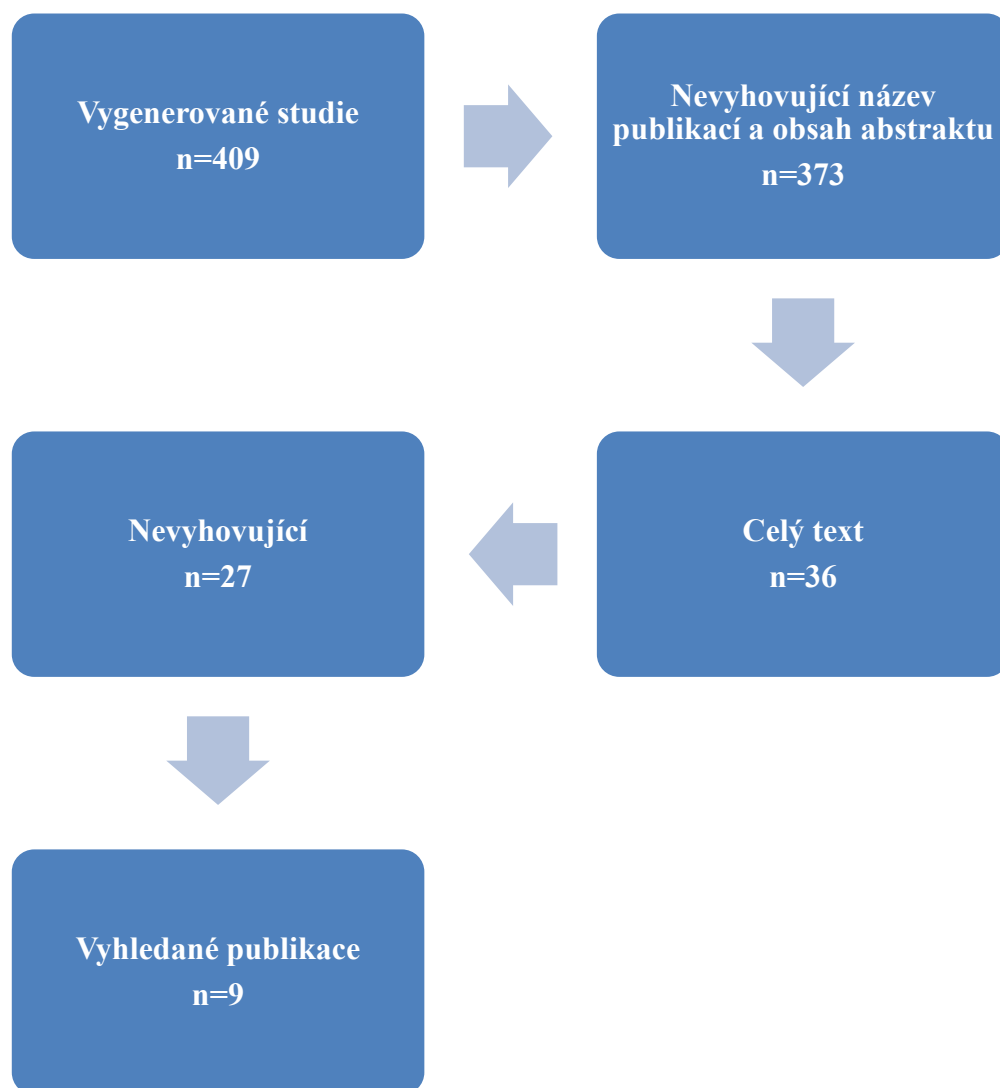 Vygenerované studie
n=409
Nevyhovující název
publikací a obsah abstraktu
n=373
Celý text
n=36
Nevyhovující
n=27
Vyhledané publikace
n=9